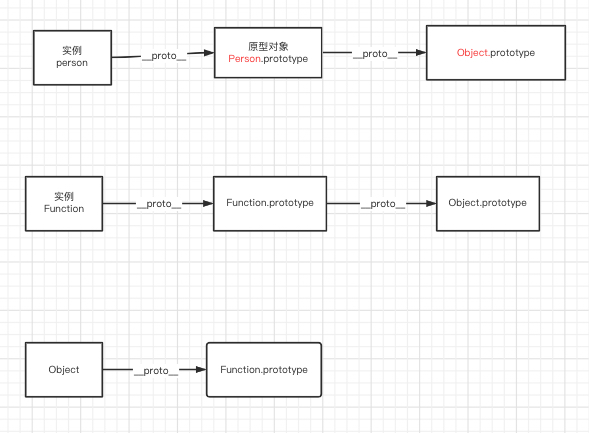 实例
person
__proto__
原型对象
Person.prototype
__proto__
Object.prototype
实例
Function
__proto__
Function.prototype
__proto__
Object.prototype
Object
__proto__
Function.prototype